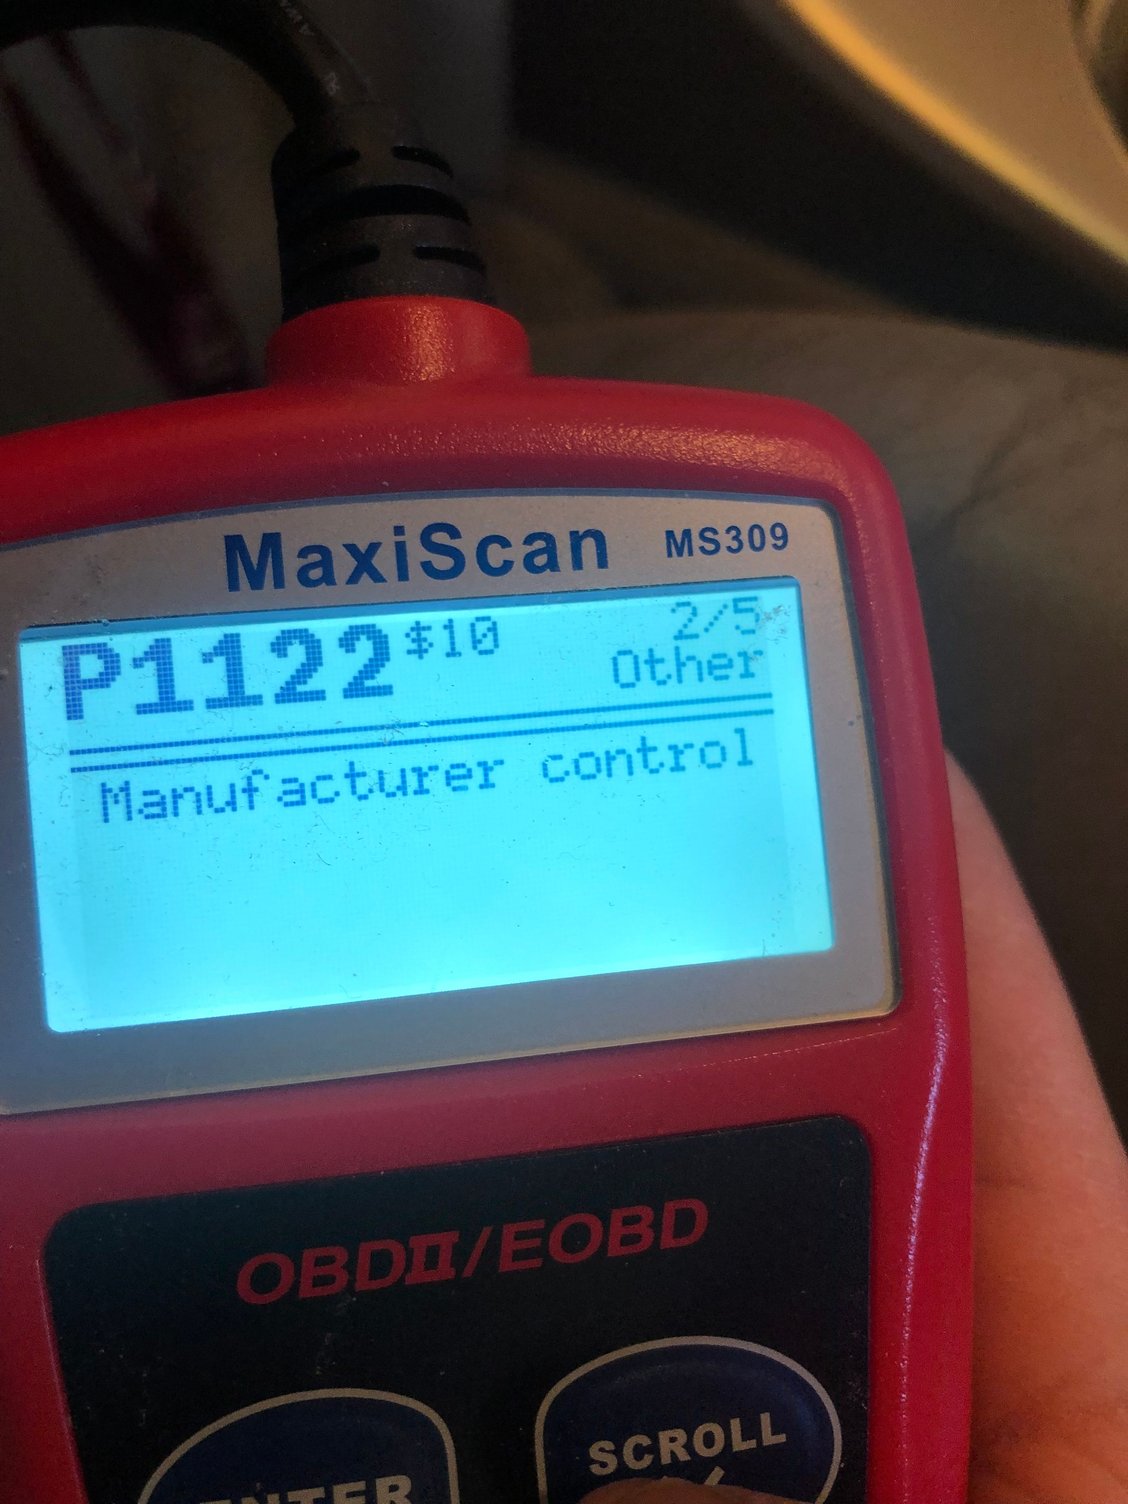 MaxiScan MS309
P1122 $10 2/5
Other
Manufacturer control
OBDII/EOBD
SCROLL